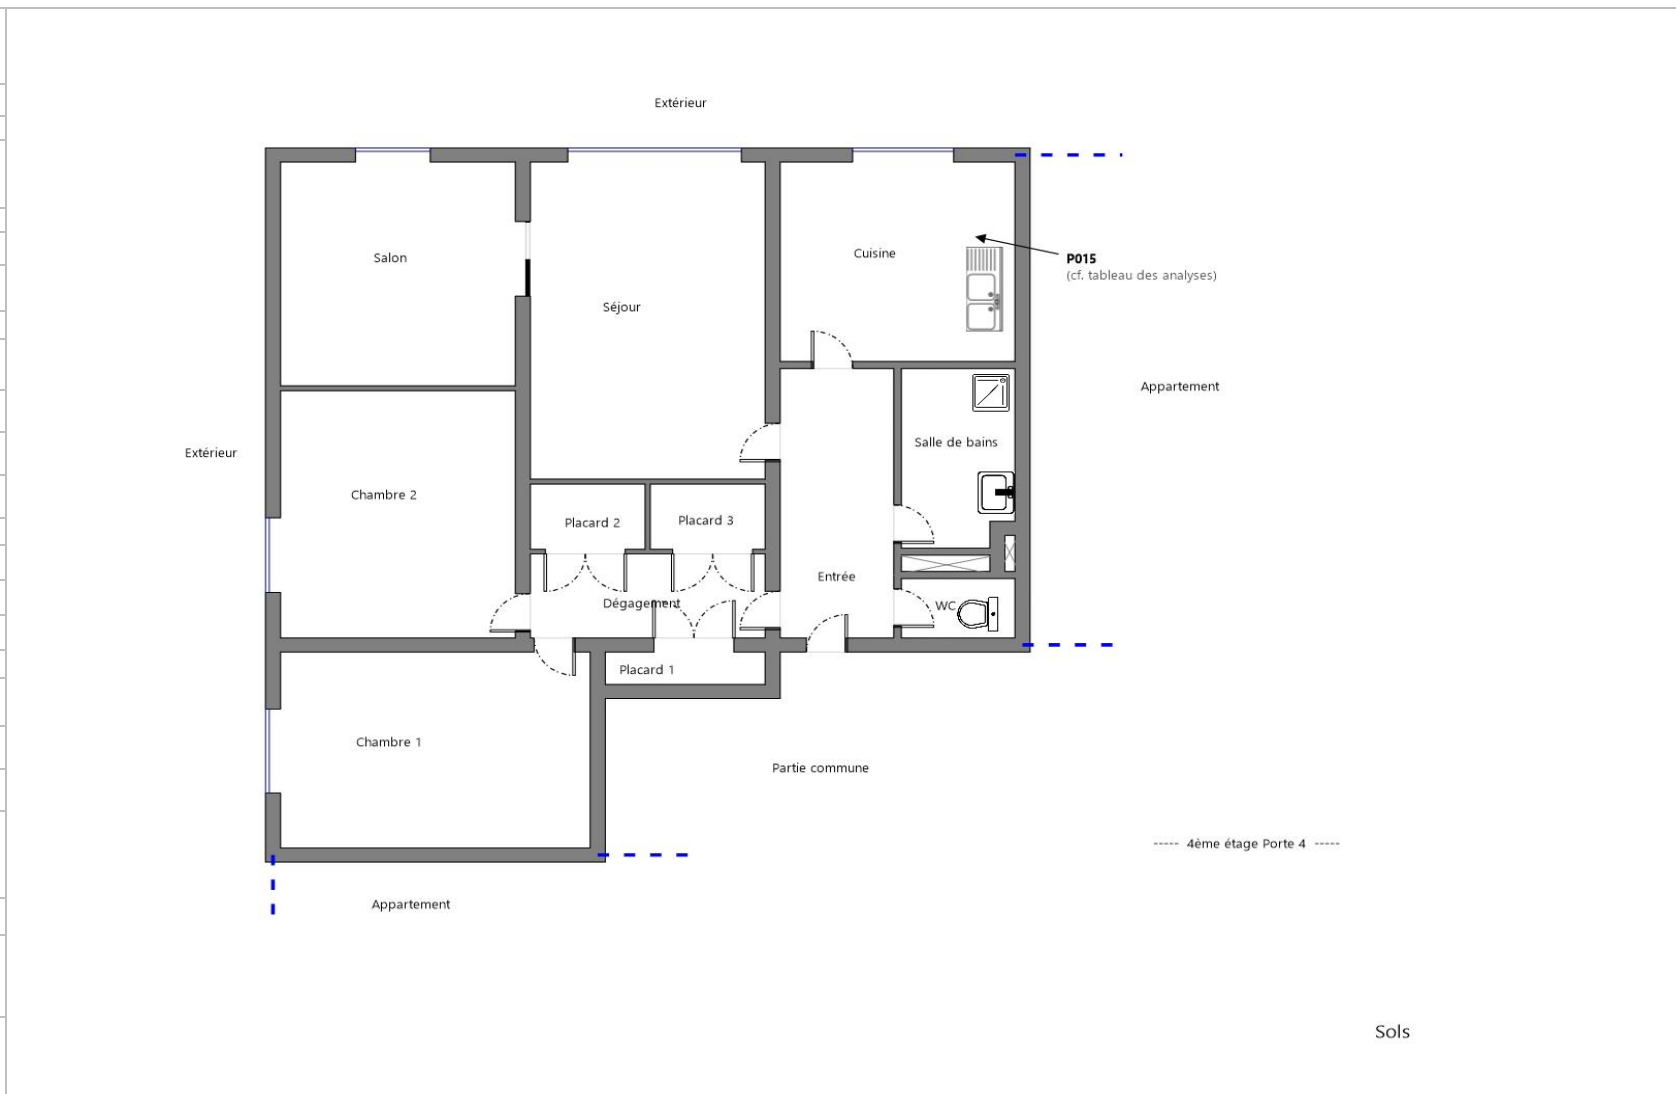 Extérieur
Salon
Cuisine
P015
(cf. tableau des analyses)
Séjour
Appartement
Salle de bains
Extérieur
Chambre 2
Placard 2
Placard 3
Entrée
Dégagement
WC
Placard 1
Chambre 1
Partie commune
----- 4ème étage Porte 4 -----
Appartement
Sols